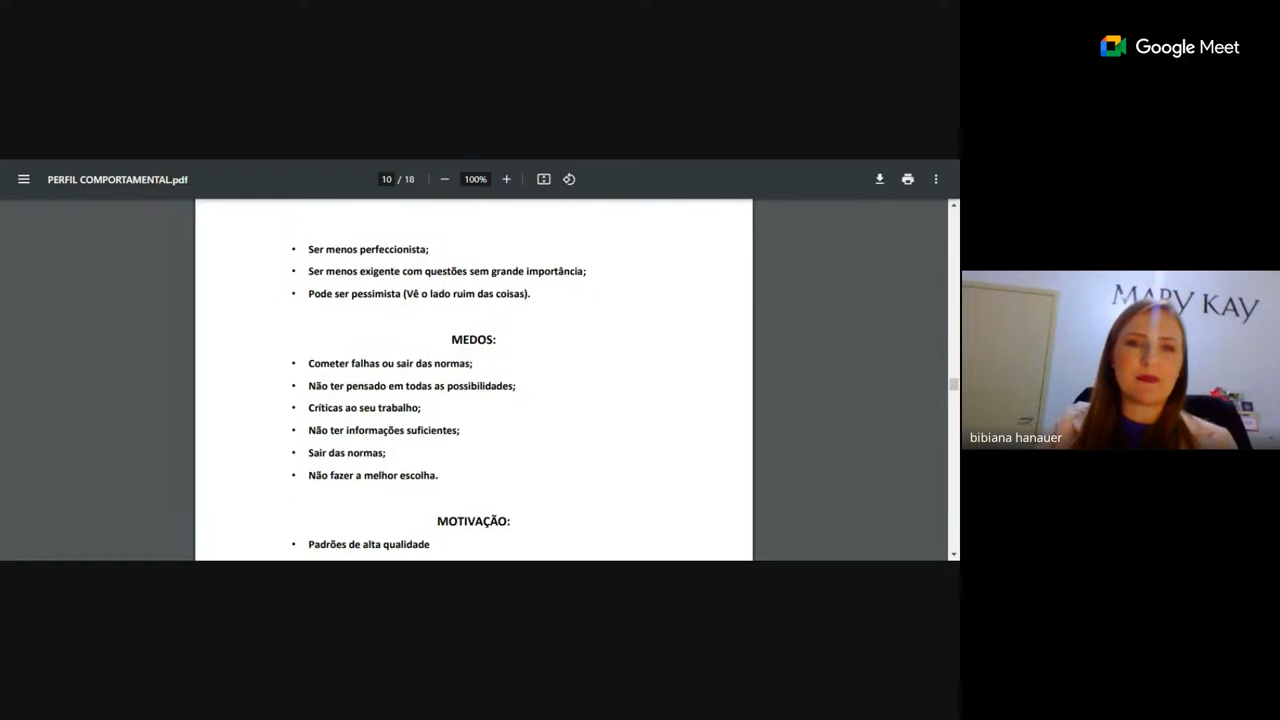 Google Meet
PERFIL COMPORTAMENTAL.pdf
10 / 18
100%
• Ser menos perfeccionista;
• Ser menos exigente com questões sem grande importância;
• Pode ser pessimista (Vê o lado ruim das coisas).
MEDOS:
• Cometer falhas ou sair das normas;
• Não ter pensado em todas as possibilidades;
• Críticas ao seu trabalho;
• Não ter informações suficientes;
• Sair das normas;
• Não fazer a melhor escolha.
MOTIVAÇÃO:
• Padrões de alta qualidade
MARY KAY
bibiana hanauer